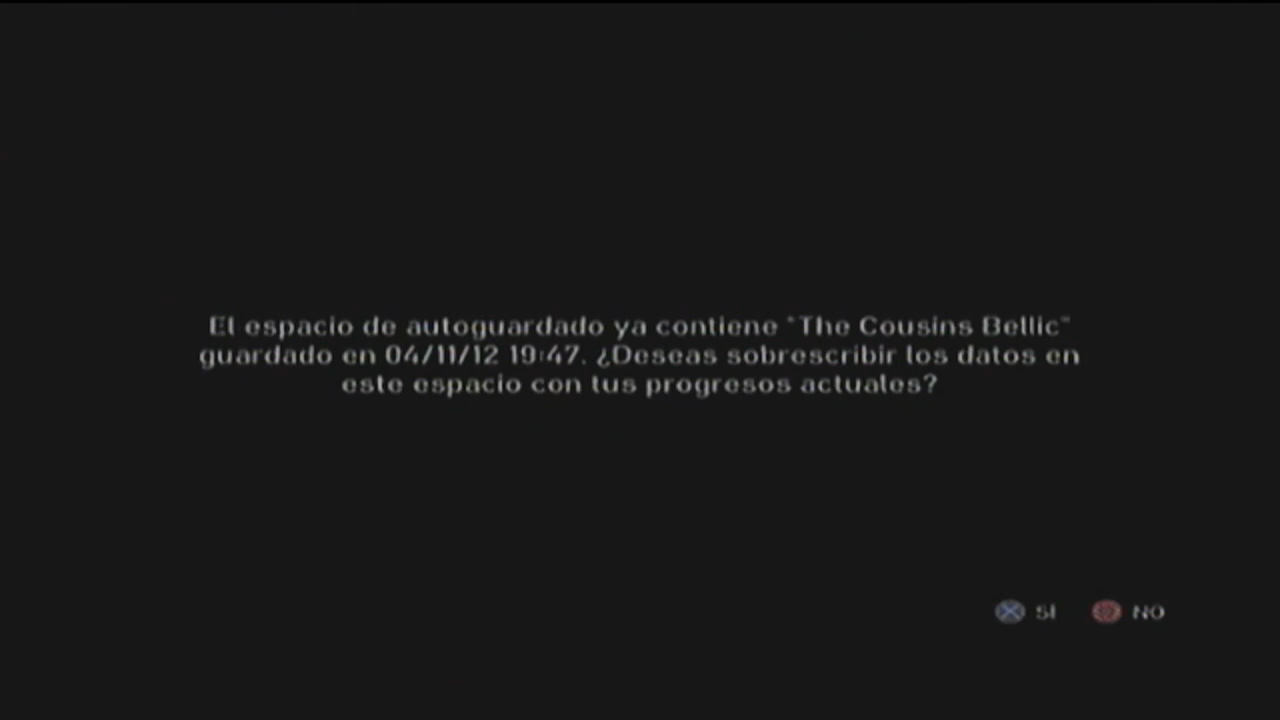 El espacio de autoguardado ya contiene "The Cousins Bellic"
guardado en 04/11/12 19:47. ¿Deseas sobrescribir los datos en
este espacio con tus progresos actuales?
SÍ NO